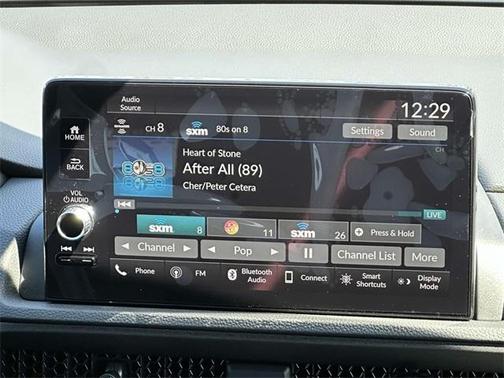 Audio
Source
12:29
HOME
CH 8
sxm
80s on 8
Settings
Sound
BACK
Heart of Stone
After All (89)
Cher/Peter Cetera
VOL
AUDIO
LIVE
sxm 8
11
sxm 26
Press & Hold
Channel
Pop
Channel List
More
Phone
FM
Bluetooth
Audio
Connect
Smart
Shortcuts
Display
Mode